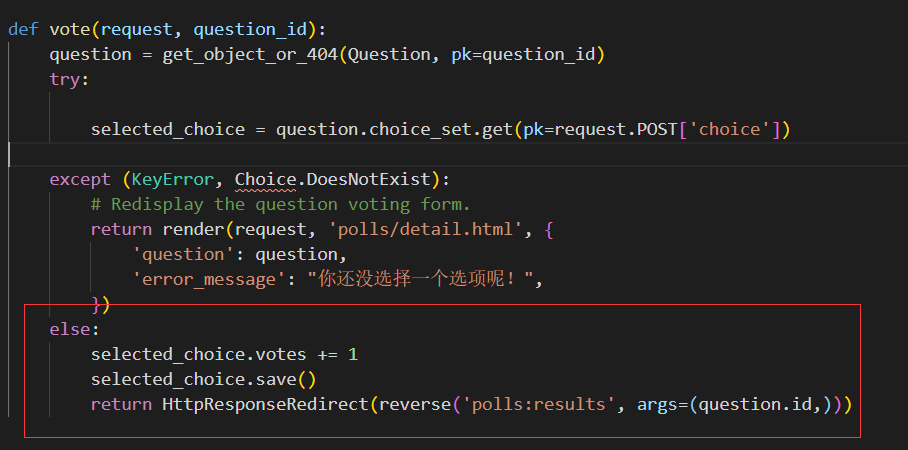 def vote(request, question_id):
    question = get_object_or_404(Question, pk=question_id)
    try:
        selected_choice = question.choice_set.get(pk=request.POST['choice'])
    except (KeyError, Choice.DoesNotExist):
        # Redisplay the question voting form.
        return render(request, 'polls/detail.html', {
            'question': question,
            'error_message': "你还没选择一个选项呢！",
        })
    else:
        selected_choice.votes += 1
        selected_choice.save()
        return HttpResponseRedirect(reverse('polls:results', args=(question.id,)))